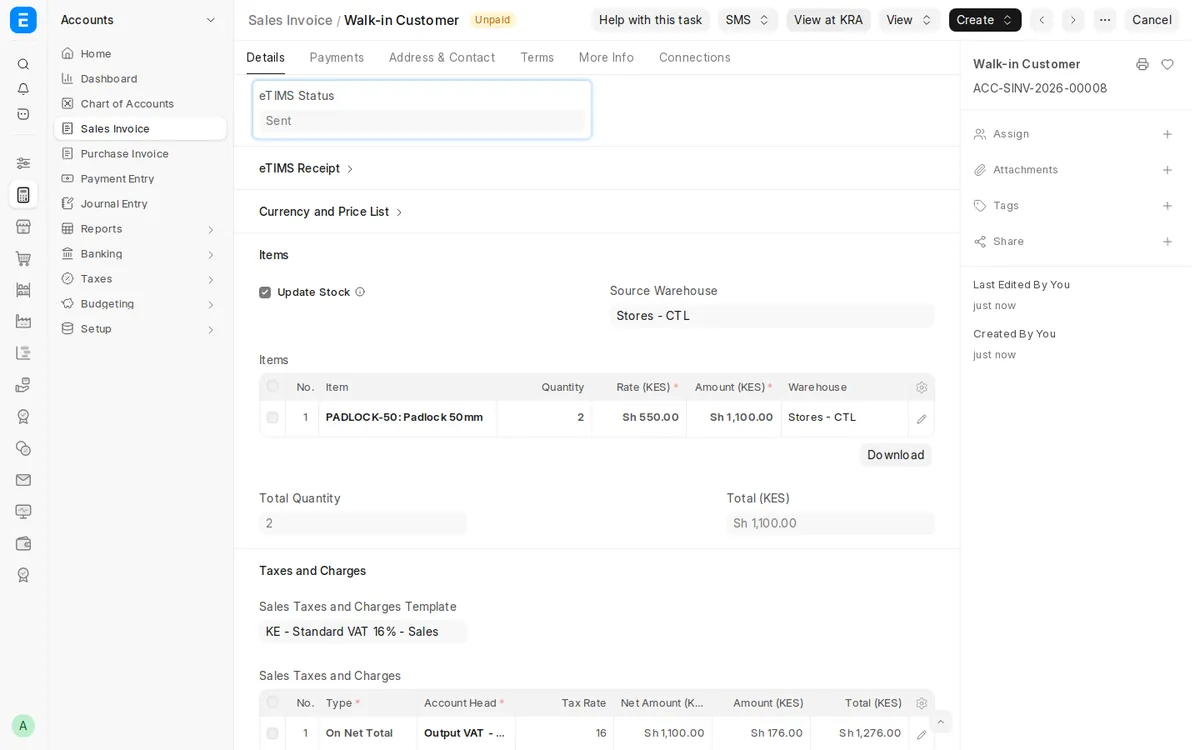 E
Accounts
Home
Dashboard
Chart of Accounts
Sales Invoice
Purchase Invoice
Payment Entry
Journal Entry
Reports
Banking
Taxes
Budgeting
Setup
A
Sales Invoice / Walk-in Customer Unpaid
Help with this task SMS View at KRA View Create Cancel
Details Payments Address & Contact Terms More Info Connections
eTIMS Status
Sent
eTIMS Receipt
Currency and Price List
Items
Update Stock
Source Warehouse
Stores - CTL
Items
No. Item Quantity Rate (KES) * Amount (KES) * Warehouse
1 PADLOCK-50: Padlock 50mm 2 Sh 550.00 Sh 1,100.00 Stores - CTL
Download
Total Quantity Total (KES)
2 Sh 1,100.00
Taxes and Charges
Sales Taxes and Charges Template
KE - Standard VAT 16% - Sales
Sales Taxes and Charges
No. Type * Account Head * Tax Rate Net Amount (K... Amount (KES) Total (KES)
1 On Net Total Output VAT - ... 16 Sh 1,100.00 Sh 176.00 Sh 1,276.00
Walk-in Customer
ACC-SINV-2026-00008
Assign
Attachments
Tags
Share
Last Edited By You
just now
Created By You
just now